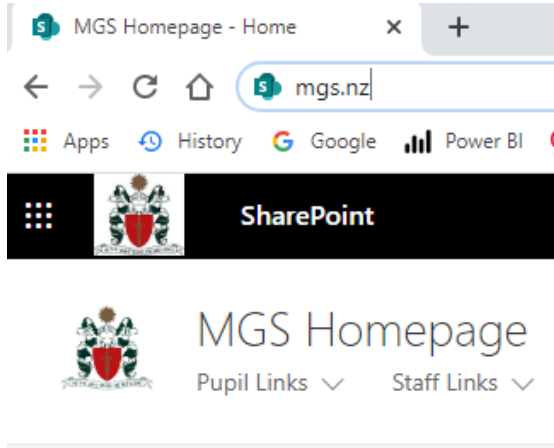 MGS Homepage - Home
mgs.nz
Apps History Google Power BI
SharePoint
MGS Homepage
Pupil Links Staff Links